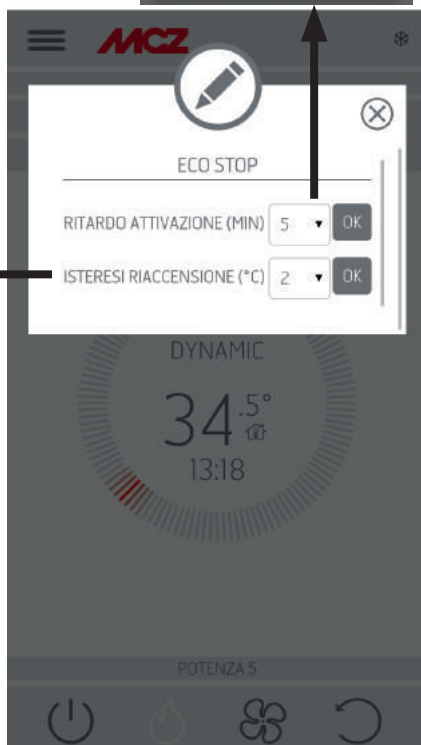 MCZ
ECO STOP
RITARDO ATTIVAZIONE (MIN) 5 OK
ISTERESI RIACCENSIONE (°C) 2 OK
DYNAMIC
34.5°
13:18
POTENZA 5